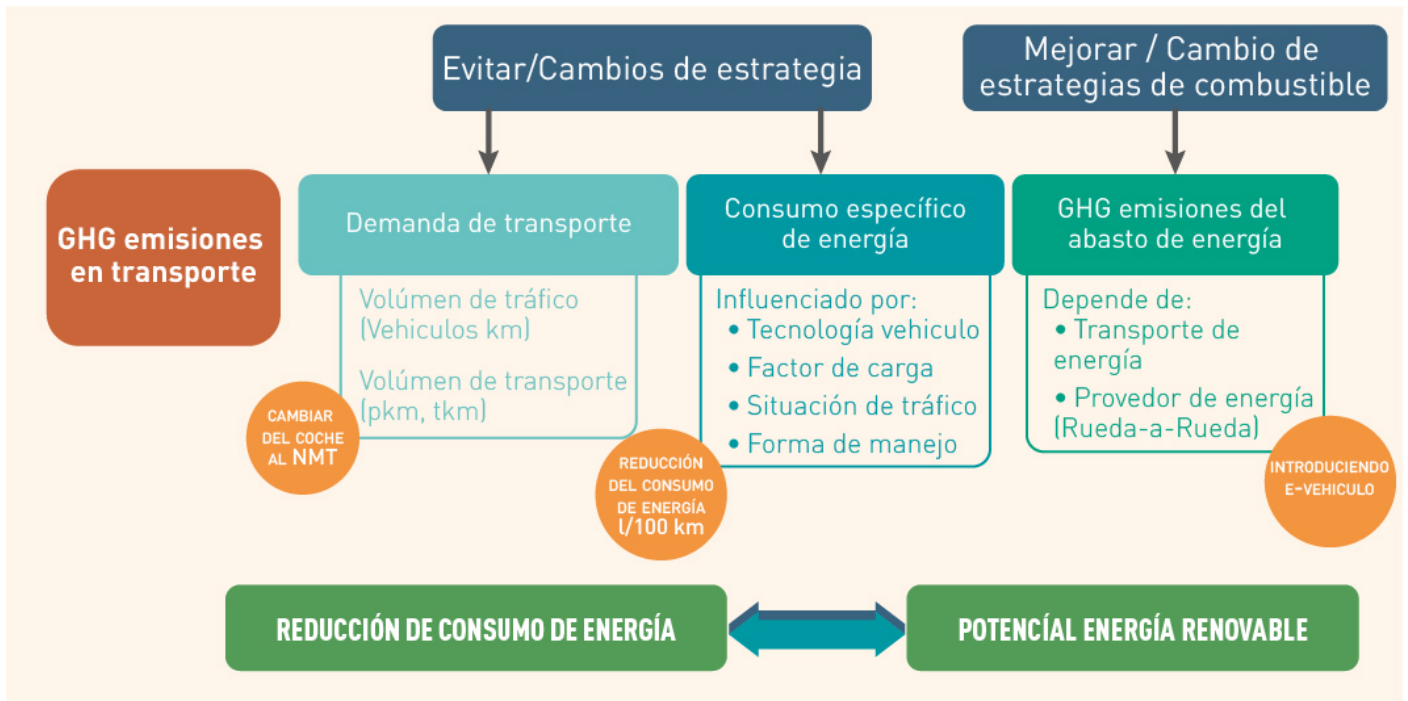 Evitar/Cambios de estrategia
Mejorar / Cambio de
estrategias de combustible
GHG emisiones
en transporte
Demanda de transporte
Volúmen de tráfico
(Vehiculos km)
Volúmen de transporte
(pkm, tkm)
CAMBIAR
DEL COCHE
AL NMT
Consumo específico
de energía
Influenciado por:
• Tecnología vehiculo
• Factor de carga
• Situación de tráfico
• Forma de manejo
REDUCCIÓN
DEL CONSUMO
DE ENERGÍA
l/100 km
GHG emisiones del
abasto de energía
Depende de:
• Transporte de
energía
• Provedor de energía
(Rueda-a-Rueda)
INTRODUCIENDO
E-VEHICULO
REDUCCIÓN DE CONSUMO DE ENERGÍA
POTENCÍAL ENERGÍA RENOVABLE